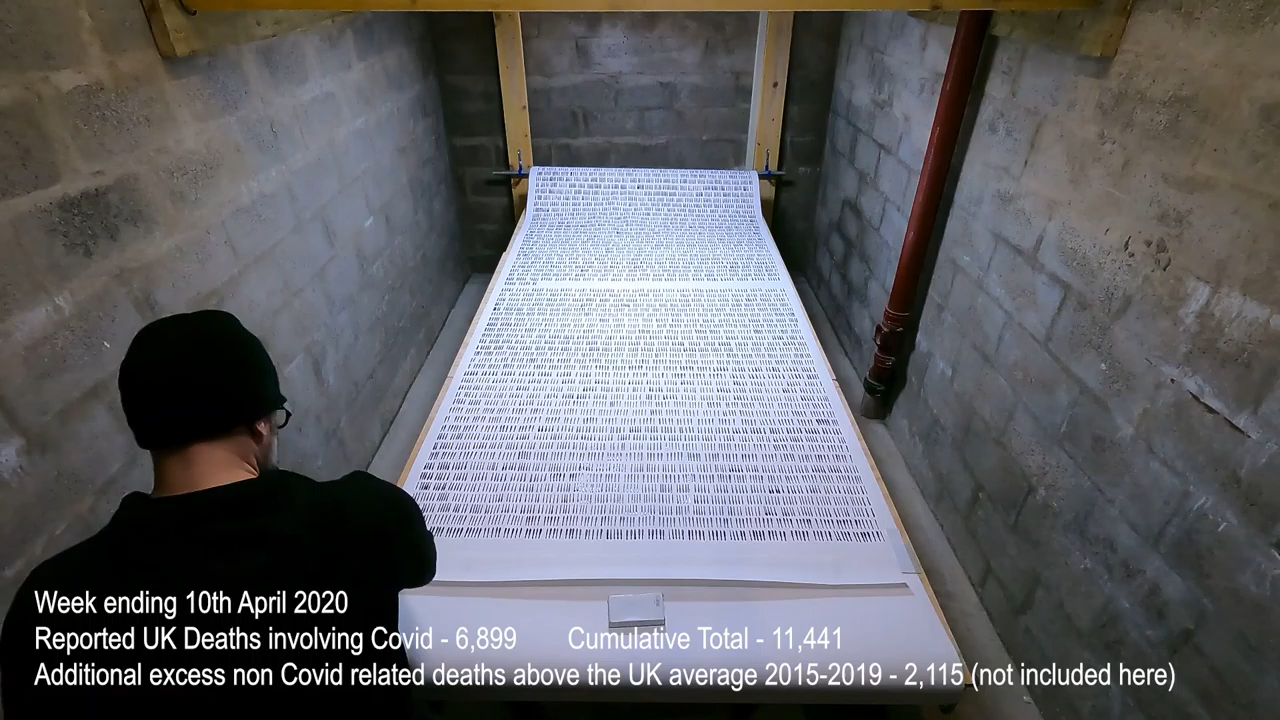 Week ending 10th April 2020
Reported UK Deaths involving Covid - 6,899 Cumulative Total - 11,441
Additional excess non Covid related deaths above the UK average 2015-2019 - 2,115 (not included here)